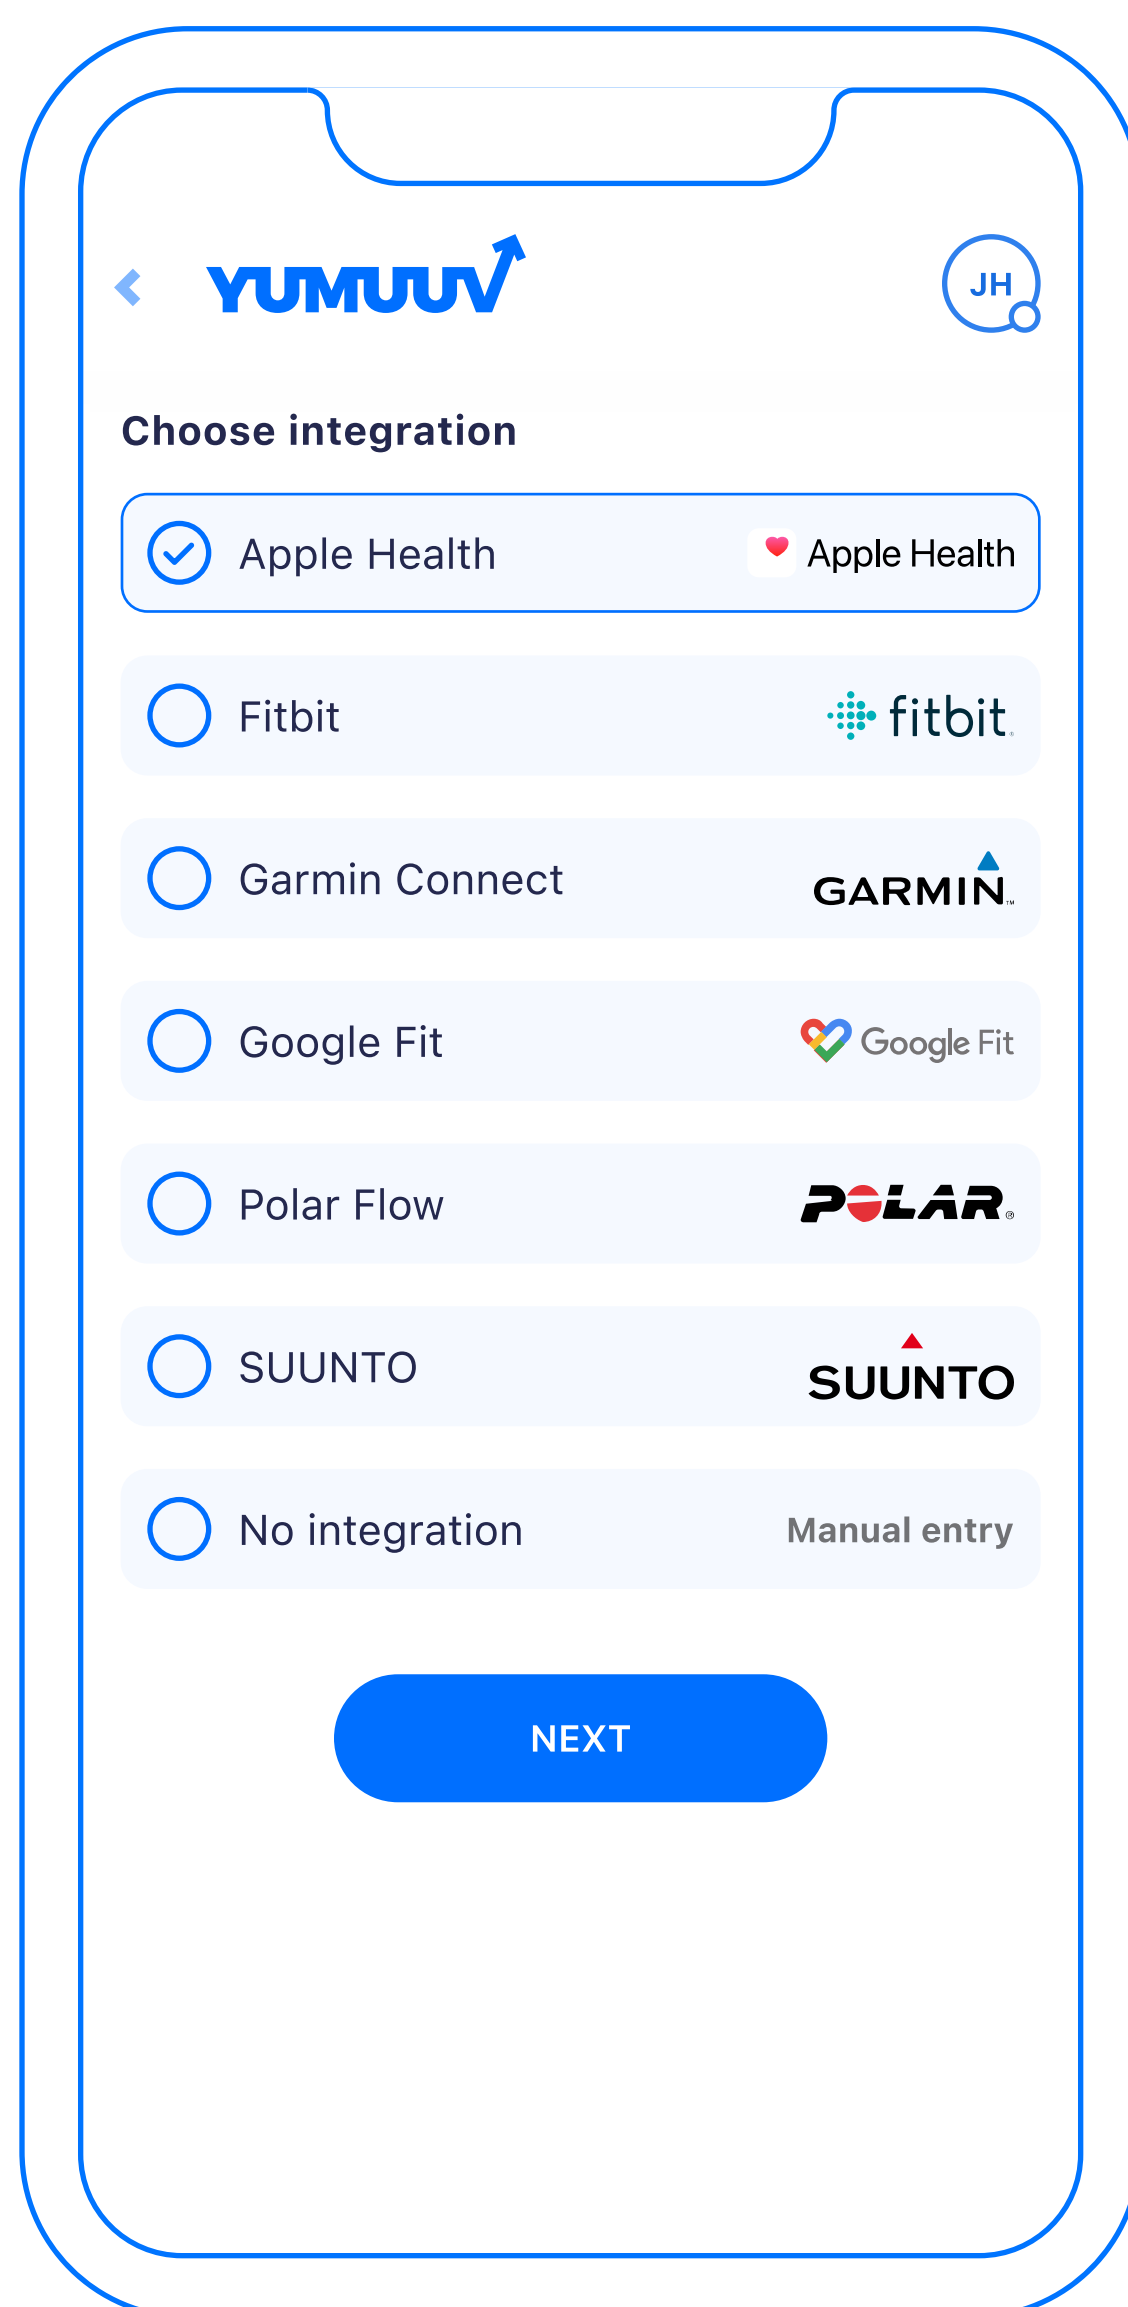 YUMUUV
JH
Choose integration
Apple Health Apple Health
Fitbit fitbit®
Garmin Connect GARMIN™
Google Fit Google Fit
Polar Flow POLAR®
SUUNTO SUUNTO
No integration Manual entry
NEXT